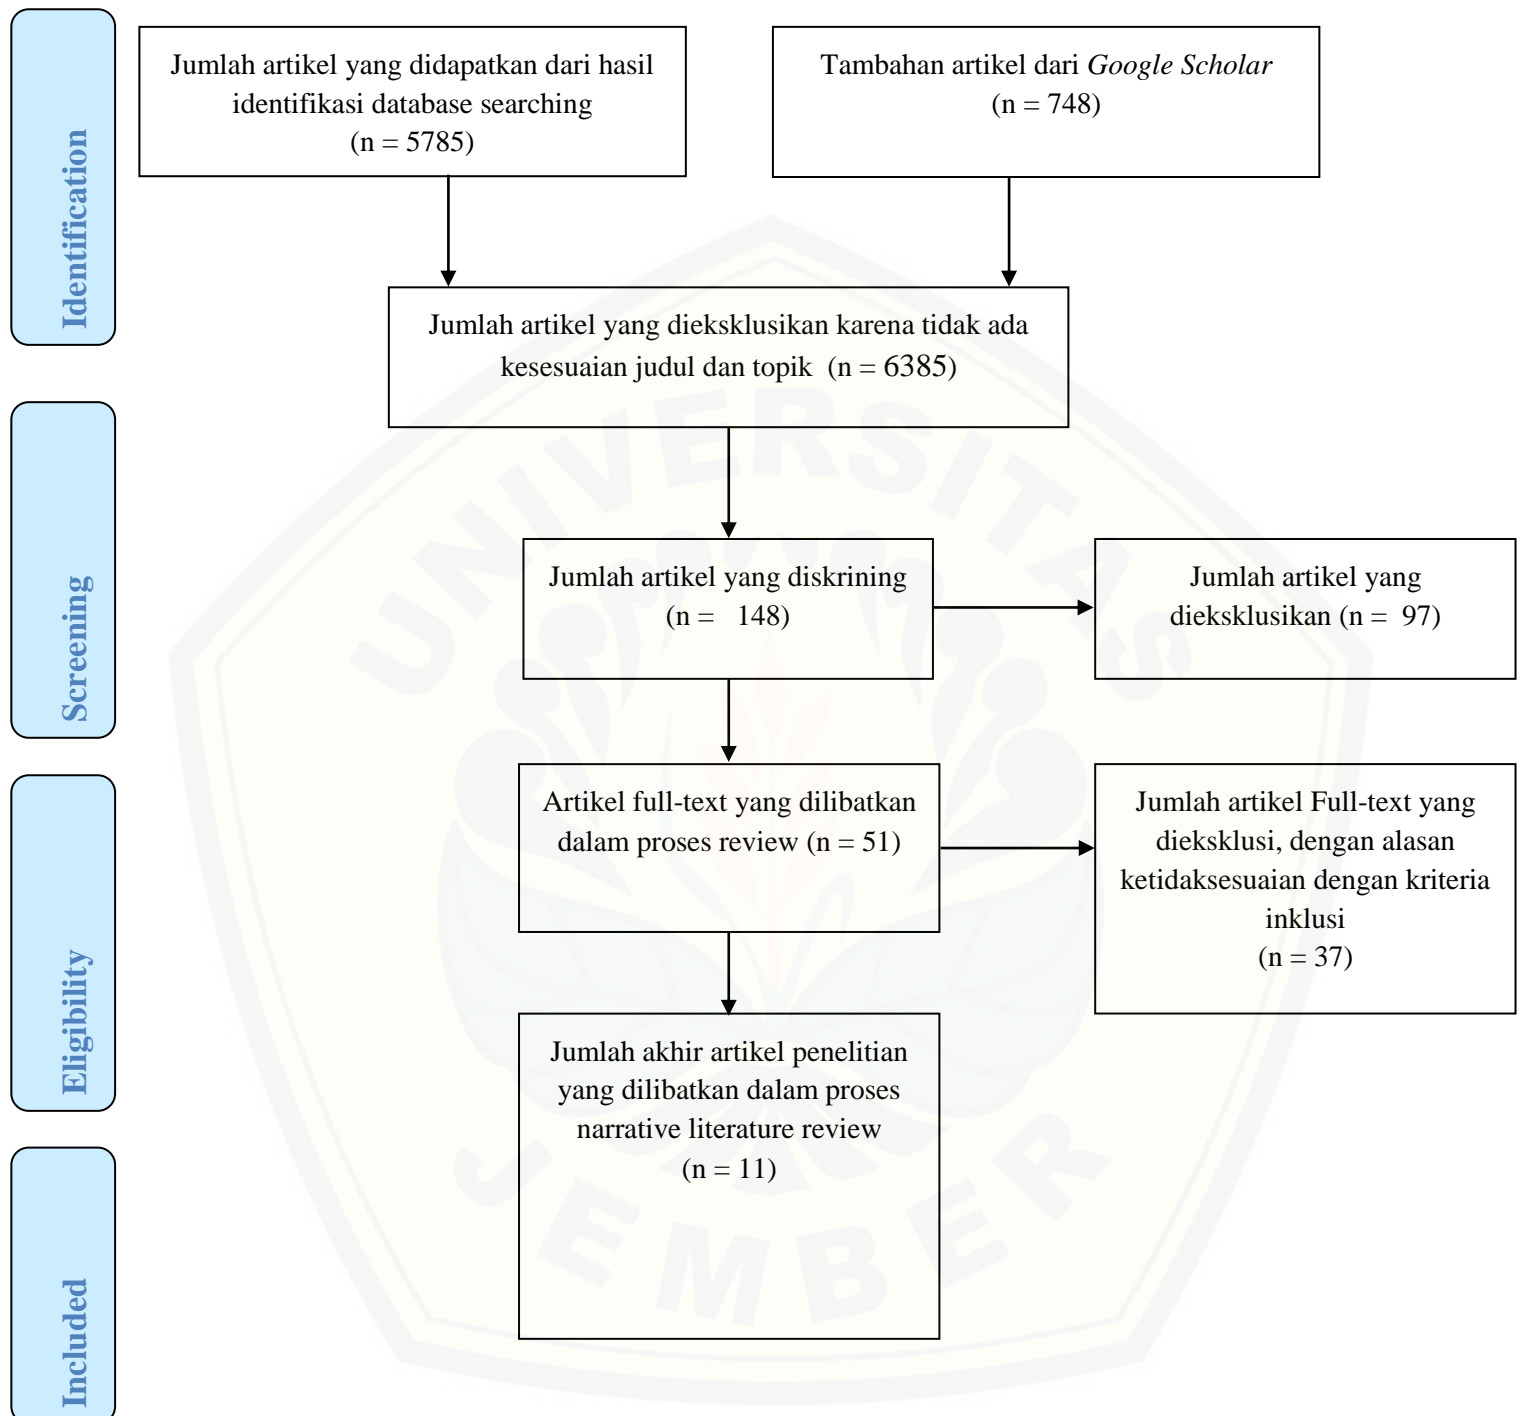 Identification
Jumlah artikel yang didapatkan dari hasil
identifikasi database searching
(n = 5785)
Tambahan artikel dari Google Scholar
(n = 748)
Jumlah artikel yang dieksklusikan karena tidak ada
kesesuaian judul dan topik (n = 6385)
Screening
Jumlah artikel yang diskrining
(n = 148)
Jumlah artikel yang
dieksklusikan (n = 97)
Eligibility
Artikel full-text yang dilibatkan
dalam proses review (n = 51)
Jumlah artikel Full-text yang
dieksklusi, dengan alasan
ketidaksesuaian dengan kriteria
inklusi
(n = 37)
Included
Jumlah akhir artikel penelitian
yang dilibatkan dalam proses
narrative literature review
(n = 11)
UNIVERSITAS
JEMBER